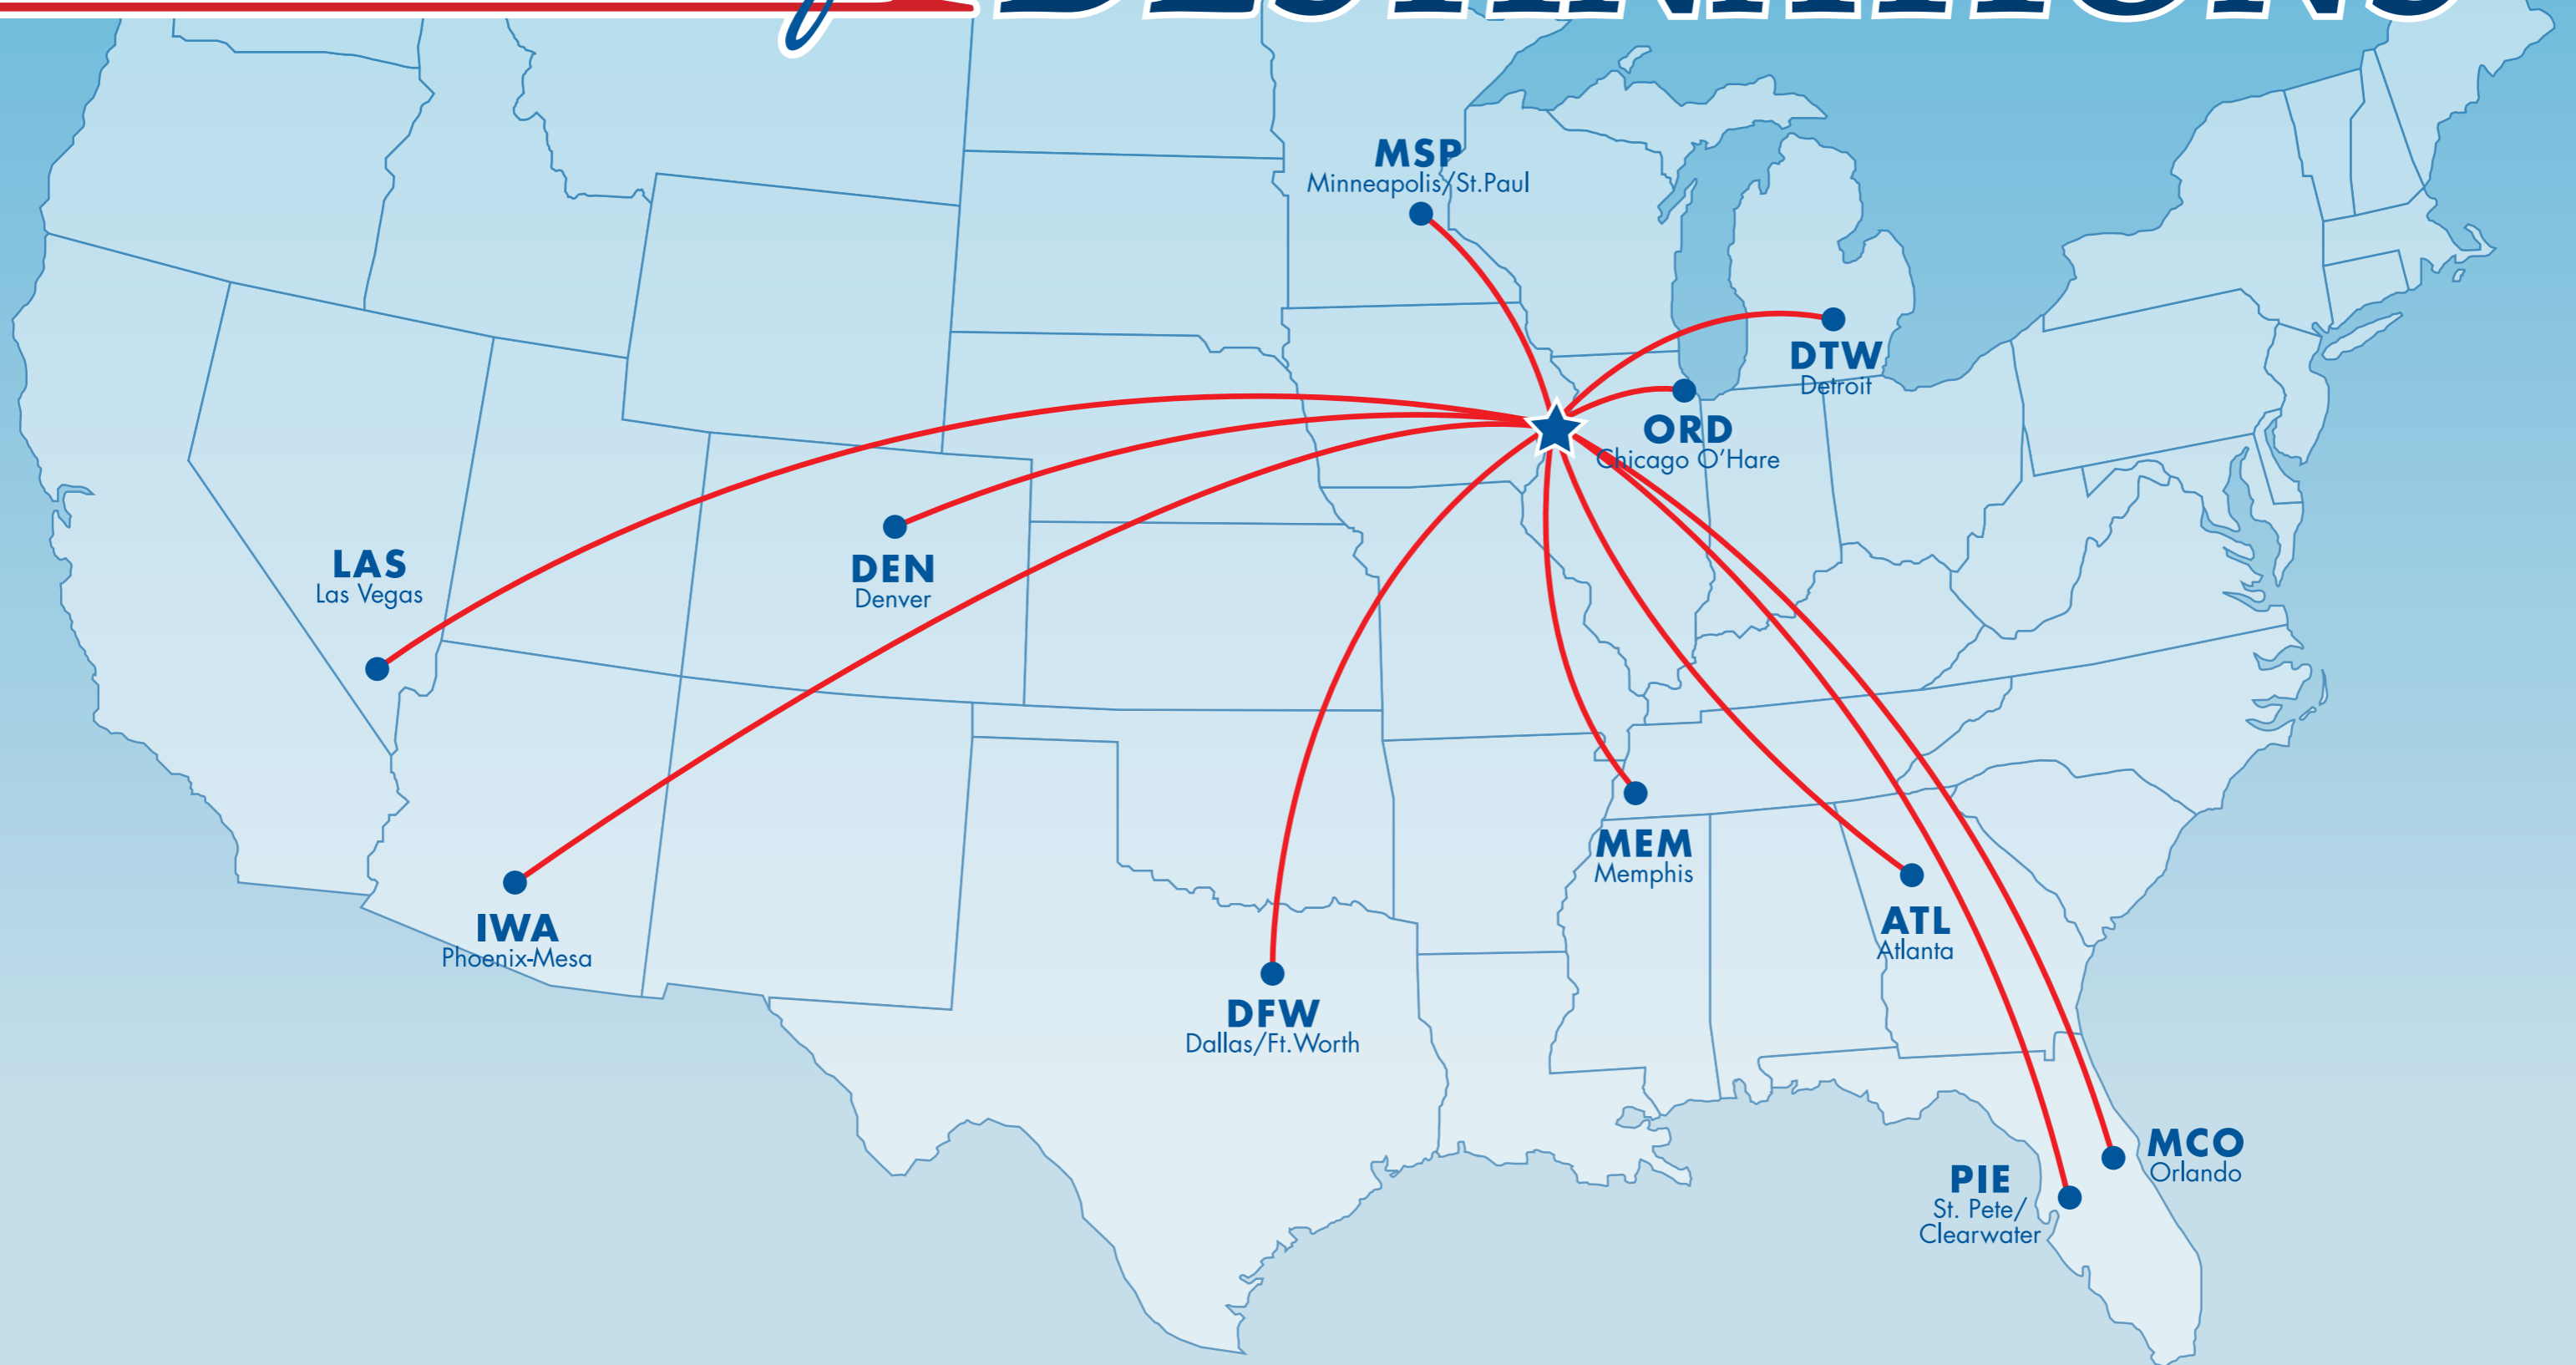 DESTINATIONS
MSP
Minneapolis/St.Paul
DTW
Detroit
ORD
Chicago O'Hare
LAS
Las Vegas
DEN
Denver
IWA
Phoenix-Mesa
DFW
Dallas/Ft.Worth
MEM
Memphis
ATL
Atlanta
MCO
Orlando
PIE
St. Pete/
Clearwater